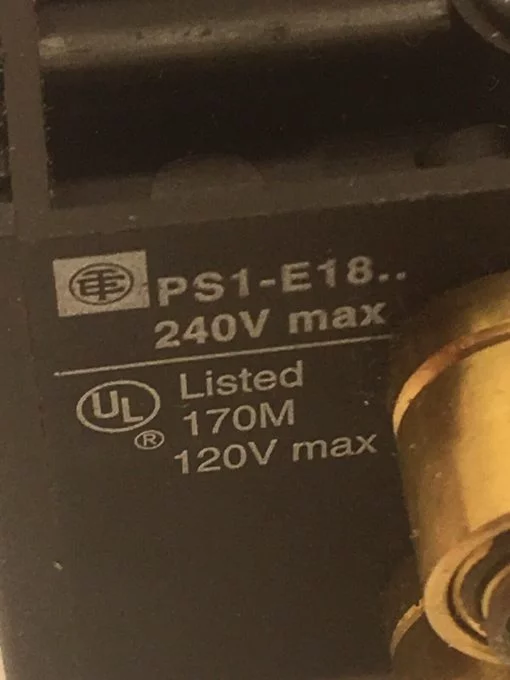 PS1-E18..
240V max
UL Listed
® 170M
120V max